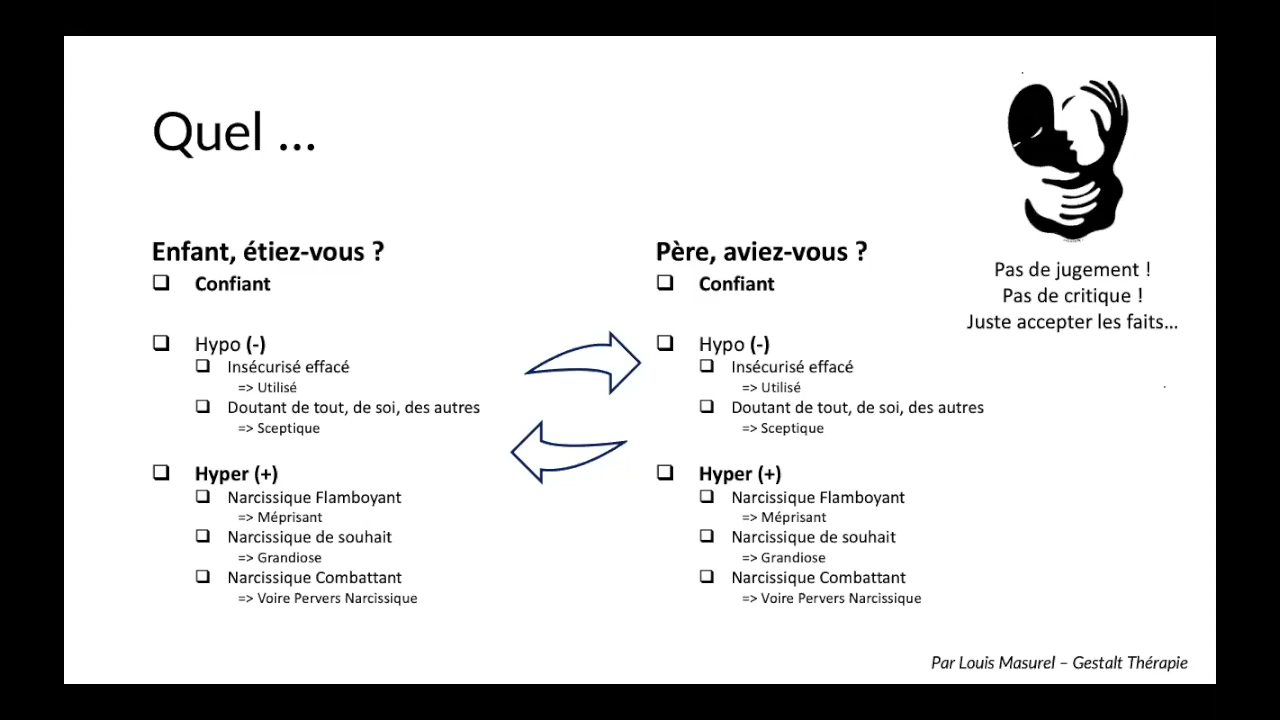 Quel ...
Enfant, étiez-vous ?
❑ Confiant
❑ Hypo (-)
❑ Insécurisé effacé
=> Utilisé
❑ Doutant de tout, de soi, des autres
=> Sceptique
❑ Hyper (+)
❑ Narcissique Flamboyant
=> Méprisant
❑ Narcissique de souhait
=> Grandiose
❑ Narcissique Combattant
=> Voire Pervers Narcissique
Père, aviez-vous ?
❑ Confiant
❑ Hypo (-)
❑ Insécurisé effacé
=> Utilisé
❑ Doutant de tout, de soi, des autres
=> Sceptique
❑ Hyper (+)
❑ Narcissique Flamboyant
=> Méprisant
❑ Narcissique de souhait
=> Grandiose
❑ Narcissique Combattant
=> Voire Pervers Narcissique
Pas de jugement !
Pas de critique !
Juste accepter les faits...
Par Louis Masurel – Gestalt Thérapie